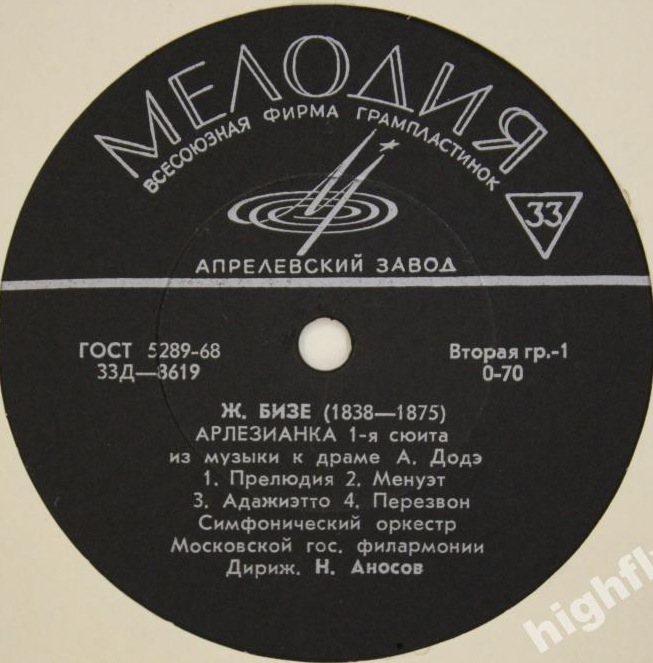 МЕЛОДИЯ
ВСЕСОЮЗНАЯ ФИРМА ГРАМПЛАСТИНОК
33
АПРЕЛЕВСКИЙ ЗАВОД
ГОСТ 5289-68
33Д—8619
Вторая гр.-1
0-70
Ж. БИЗЕ (1838—1875)
АРЛЕЗИАНКА 1-я сюита
из музыки к драме А. Додэ
1. Прелюдия 2. Менуэт
3. Адажиэтто 4. Перезвон
Симфонический оркестр
Московской гос. филармонии
Дириж. Н. Аносов